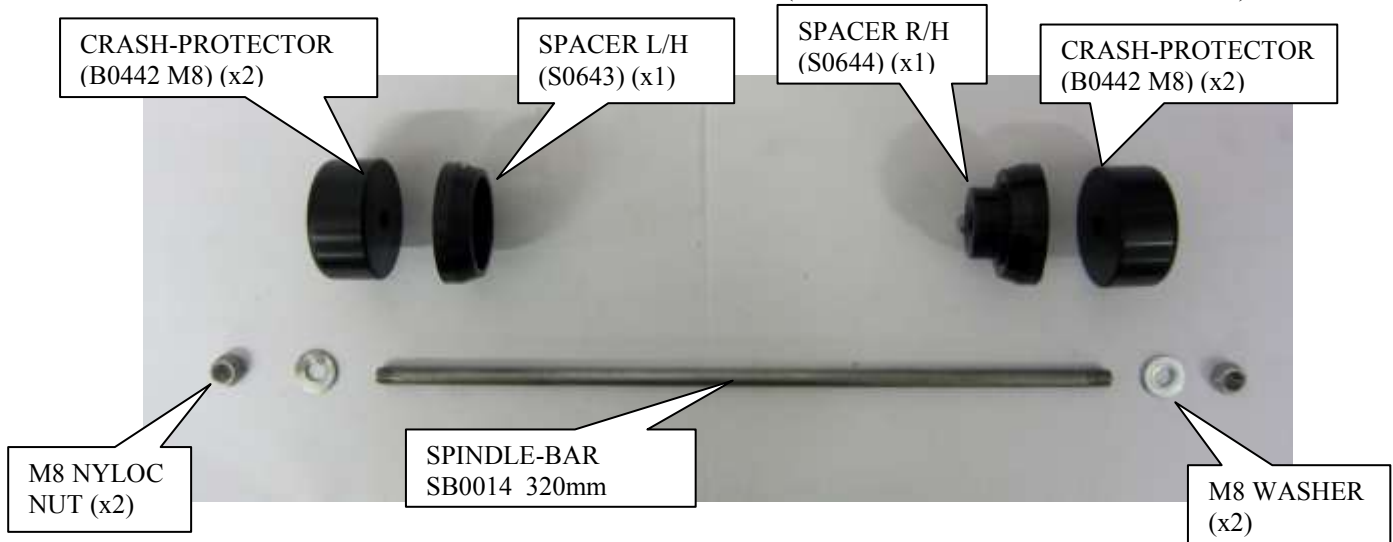 CRASH-PROTECTOR
(B0442 M8) (x2)
SPACER L/H
(S0643) (x1)
SPACER R/H
(S0644) (x1)
CRASH-PROTECTOR
(B0442 M8) (x2)
M8 NYLOC
NUT (x2)
SPINDLE-BAR
SB0014 320mm
M8 WASHER
(x2)